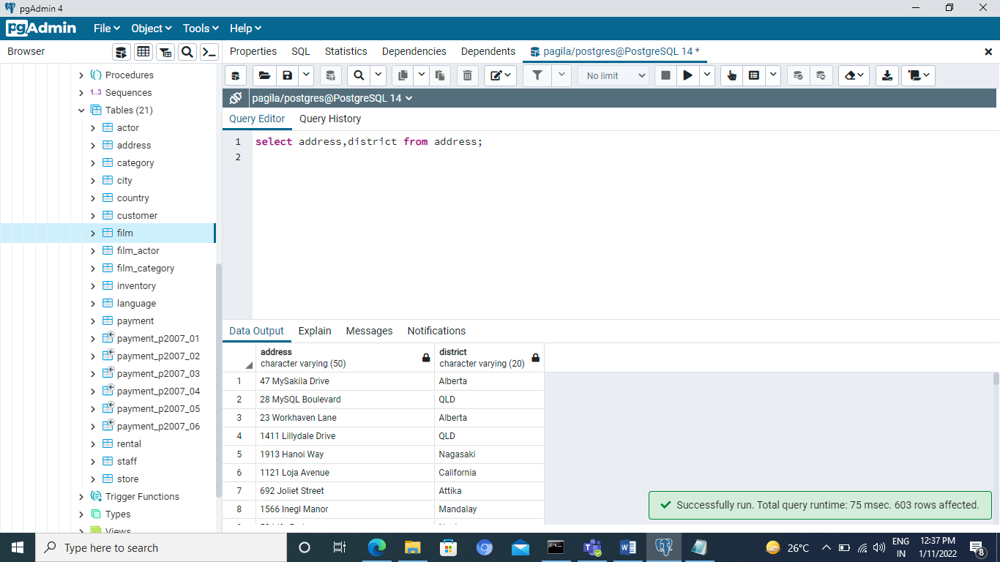 pgAdmin 4
pgAdmin File Object Tools Help
Browser
Properties SQL Statistics Dependencies Dependents pagila/postgres@PostgreSQL 14 *
No limit
pagila/postgres@PostgreSQL 14
Query Editor Query History
1 select address,district from address;
2
Procedures
1..3 Sequences
Tables (21)
actor
address
category
city
country
customer
film
film_actor
film_category
inventory
language
payment
payment_p2007_01
payment_p2007_02
payment_p2007_03
payment_p2007_04
payment_p2007_05
payment_p2007_06
rental
staff
store
Trigger Functions
Types
Views
Data Output Explain Messages Notifications
address district
character varying (50) character varying (20)
1 47 MySakila Drive Alberta
2 28 MySQL Boulevard QLD
3 23 Workhaven Lane Alberta
4 1411 Lillydale Drive QLD
5 1913 Hanoi Way Nagasaki
6 1121 Loja Avenue California
7 692 Joliet Street Attika
8 1566 Inegl Manor Mandalay
Successfully run. Total query runtime: 75 msec. 603 rows affected.
Type here to search
26°C
ENG
IN
12:37 PM
1/11/2022
8